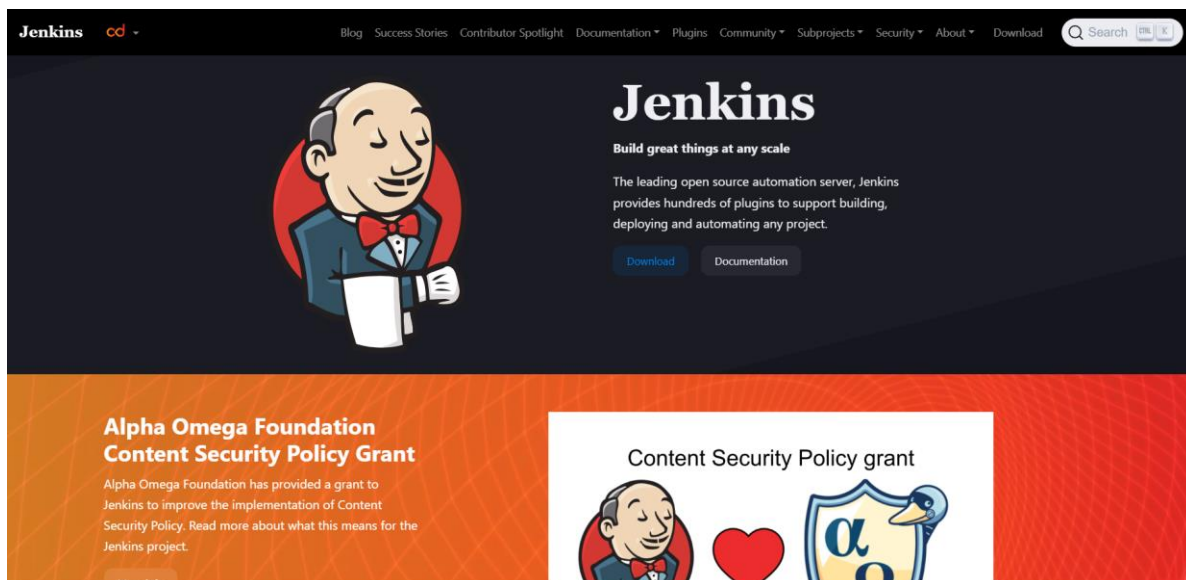 Jenkins cd Blog Success Stories Contributor Spotlight Documentation Plugins Community Subprojects Security About Download Search CTRL K
Jenkins
Build great things at any scale
The leading open source automation server, Jenkins
provides hundreds of plugins to support building,
deploying and automating any project.
Download Documentation
Alpha Omega Foundation
Content Security Policy Grant
Alpha Omega Foundation has provided a grant to
Jenkins to improve the implementation of Content
Security Policy. Read more about what this means for the
Jenkins project.
Content Security Policy grant
α